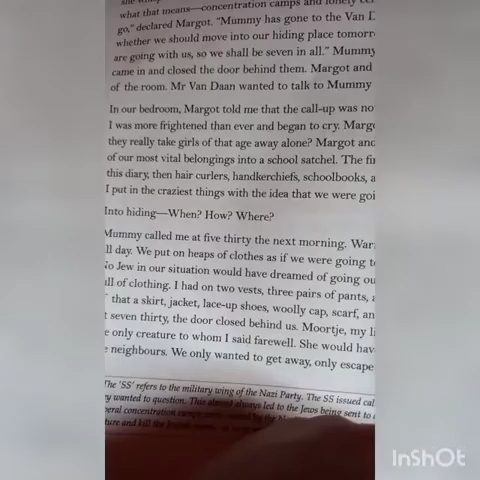 what that means—concentration camps and lonely
go," declared Margot. "Mummy has gone to the Van D
whether we should move into our hiding place tomorr
are going with us, so we shall be seven in all." Mummy
came in and closed the door behind them. Margot and
of the room. Mr Van Daan wanted to talk to Mummy
In our bedroom, Margot told me that the call-up was no
I was more frightened than ever and began to cry. Marg
they really take girls of that age away alone? Margot and
of our most vital belongings into a school satchel. The fi
this diary, then hair curlers, handkerchiefs, schoolbooks, a
I put in the craziest things with the idea that we were goi
Into hiding—When? How? Where?
Mummy called me at five thirty the next morning. War
ll day. We put on heaps of clothes as if we were going t
No Jew in our situation would have dreamed of going ou
ull of clothing. I had on two vests, three pairs of pants,
that a skirt, jacket, lace-up shoes, woolly cap, scarf, an
t seven thirty, the door closed behind us. Moortje, my li
e only creature to whom I said farewell. She would hav
neighbours. We only wanted to get away, only escape
The 'SS' refers to the military wing of the Nazi Party. The SS issued cal
y wanted to question. This almost always led to the Jews being sent to
eral concentration camps
ture and kill the Jewish
InShOt